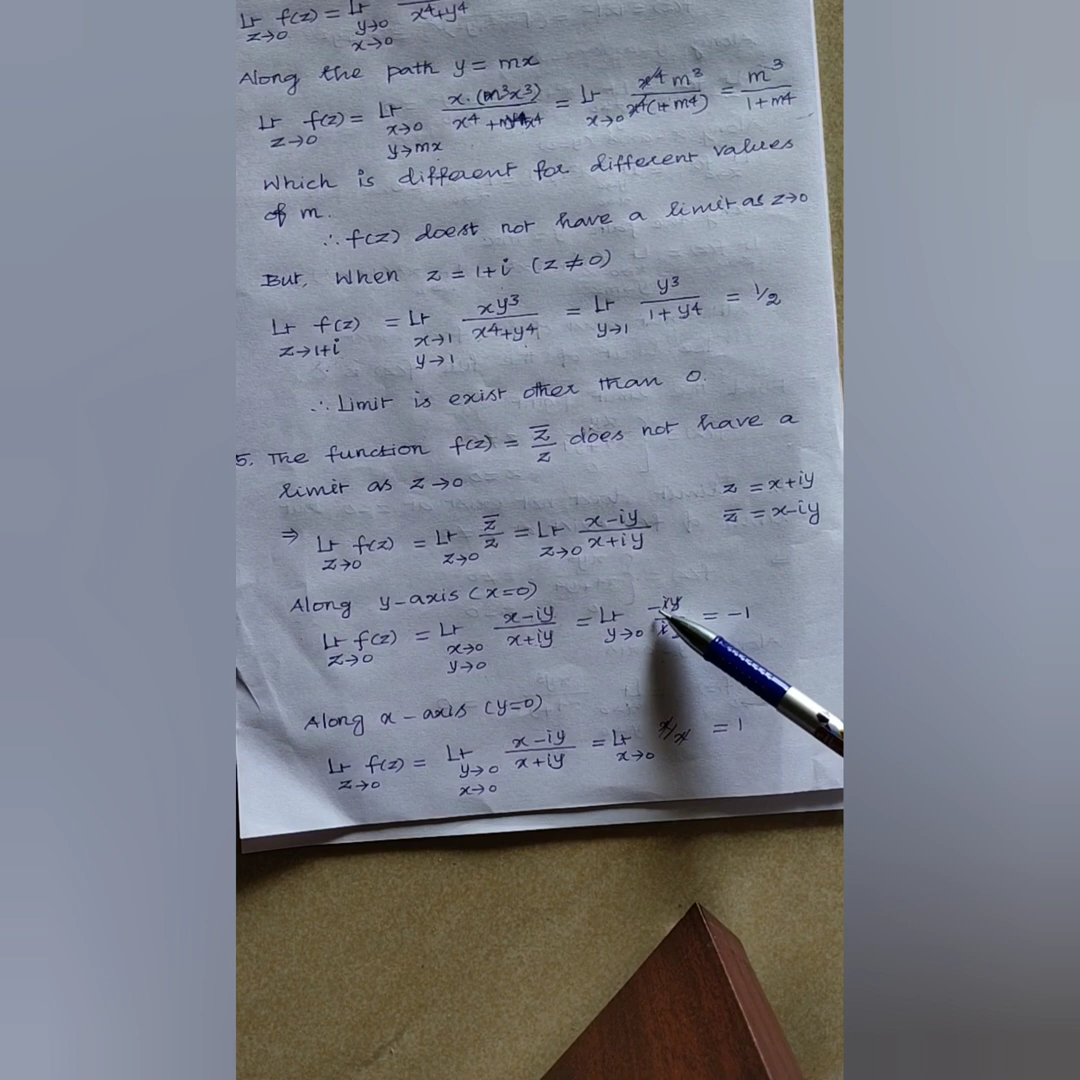 Lt f(z) = Lt x⁴+y⁴
z→0 y→0
x→0
Along the path y = mx
Lt f(z) = Lt x·(m³x³) / x⁴ + m⁴x⁴ = Lt x⁴m³ / x⁴(1+m⁴) = m³ / 1+m⁴
z→0 x→0 x→0
y→mx
Which is different for different values
of m.
∴ f(z) doest not have a limit as z→0
But, When z = 1+i (z≠0)
Lt f(z) = Lt xy³ / x⁴+y⁴ = Lt y³ / 1+y⁴ = 1/2
z→1+i x→1 y→1
y→1
∴ Limit is exist other than 0.
5. The function f(z) = z̅/z does not have a
limit as z→0
z = x+iy
z̅ = x-iy
⇒ Lt f(z) = Lt z̅/z = Lt x-iy / x+iy
z→0 z→0 z→0
Along y-axis (x=0)
Lt f(z) = Lt x-iy / x+iy = Lt -iy / i = -1
z→0 x→0 y→0
y→0
Along x-axis (y=0)
Lt f(z) = Lt x-iy / x+iy = Lt x/x = 1
z→0 y→0 x→0
x→0